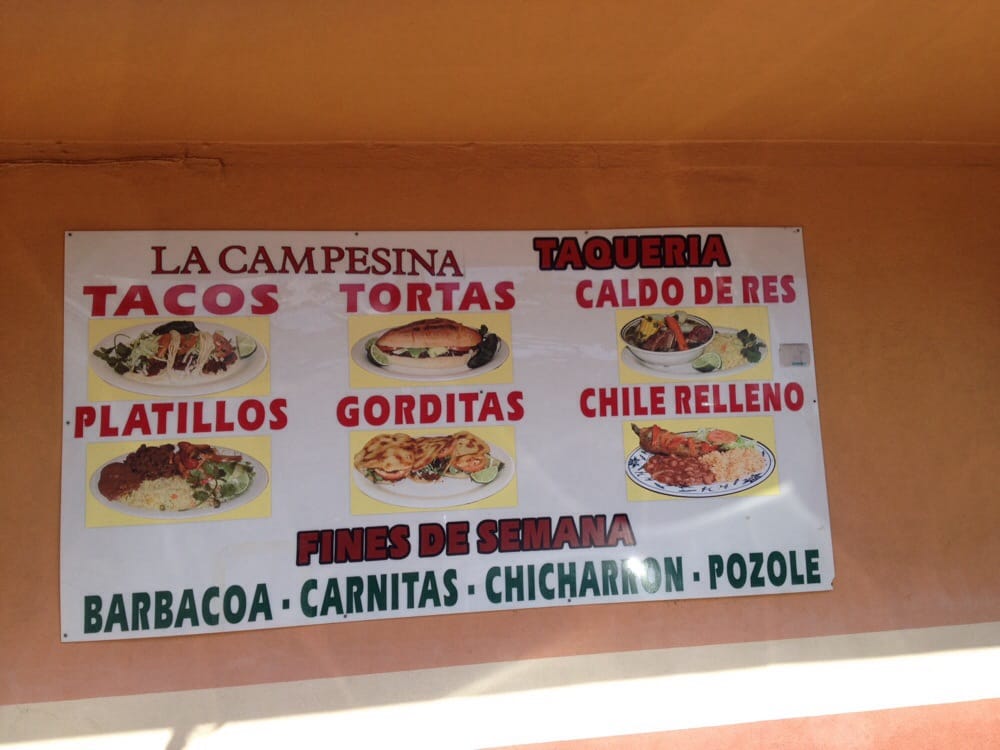 LA CAMPESINA TAQUERIA
TACOS TORTAS CALDO DE RES
PLATILLOS GORDITAS CHILE RELLENO
FINES DE SEMANA
BARBACOA · CARNITAS · CHICHARRON · POZOLE